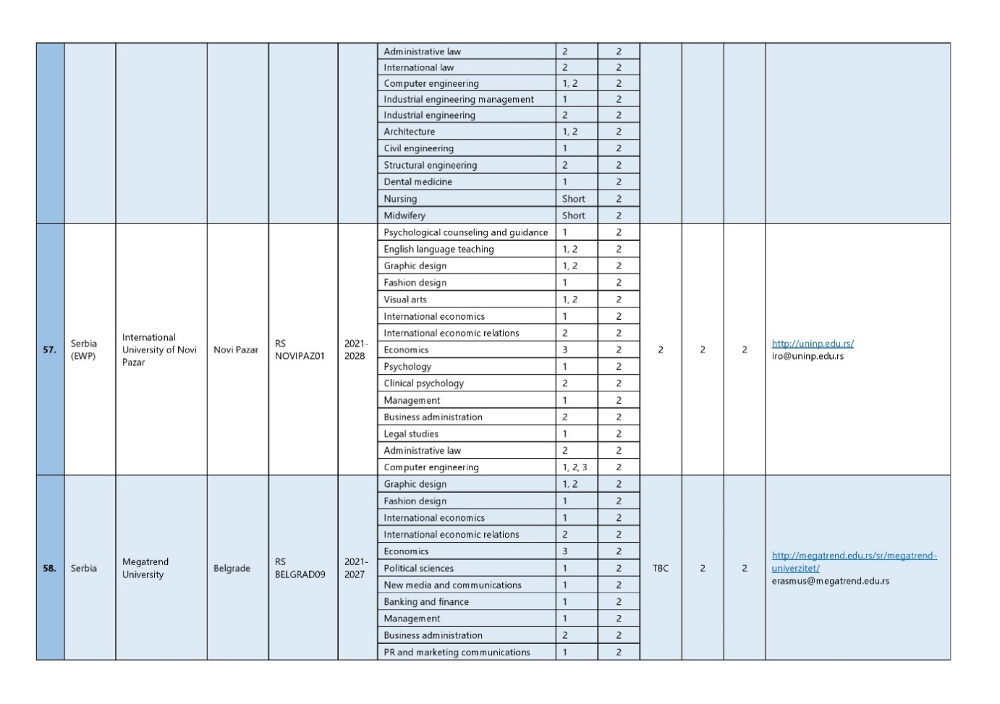 Administrative law 2 2
International law 2 2
Computer engineering 1, 2 2
Industrial engineering management 1 2
Industrial engineering 2 2
Architecture 1, 2 2
Civil engineering 1 2
Structural engineering 2 2
Dental medicine 1 2
Nursing Short 2
Midwifery Short 2
57.
Serbia
(EWP)
International
University of Novi
Pazar
Novi Pazar
RS
NOVIPAZ01
2021-
2028
Psychological counseling and guidance 1 2
English language teaching 1, 2 2
Graphic design 1, 2 2
Fashion design 1 2
Visual arts 1, 2 2
International economics 1 2
International economic relations 2 2
Economics 3 2
Psychology 1 2
Clinical psychology 2 2
Management 1 2
Business administration 2 2
Legal studies 1 2
Administrative law 2 2
Computer engineering 1, 2, 3 2
2 2 2
http://uninp.edu.rs/
iro@uninp.edu.rs
58.
Serbia
Megatrend
University
Belgrade
RS
BELGRAD09
2021-
2027
Graphic design 1, 2 2
Fashion design 1 2
International economics 1 2
International economic relations 2 2
Economics 3 2
Political sciences 1 2
New media and communications 1 2
Banking and finance 1 2
Management 1 2
Business administration 2 2
PR and marketing communications 1 2
TBC 2 2
http://megatrend.edu.rs/sr/megatrend-
univerzitet/
erasmus@megatrend.edu.rs